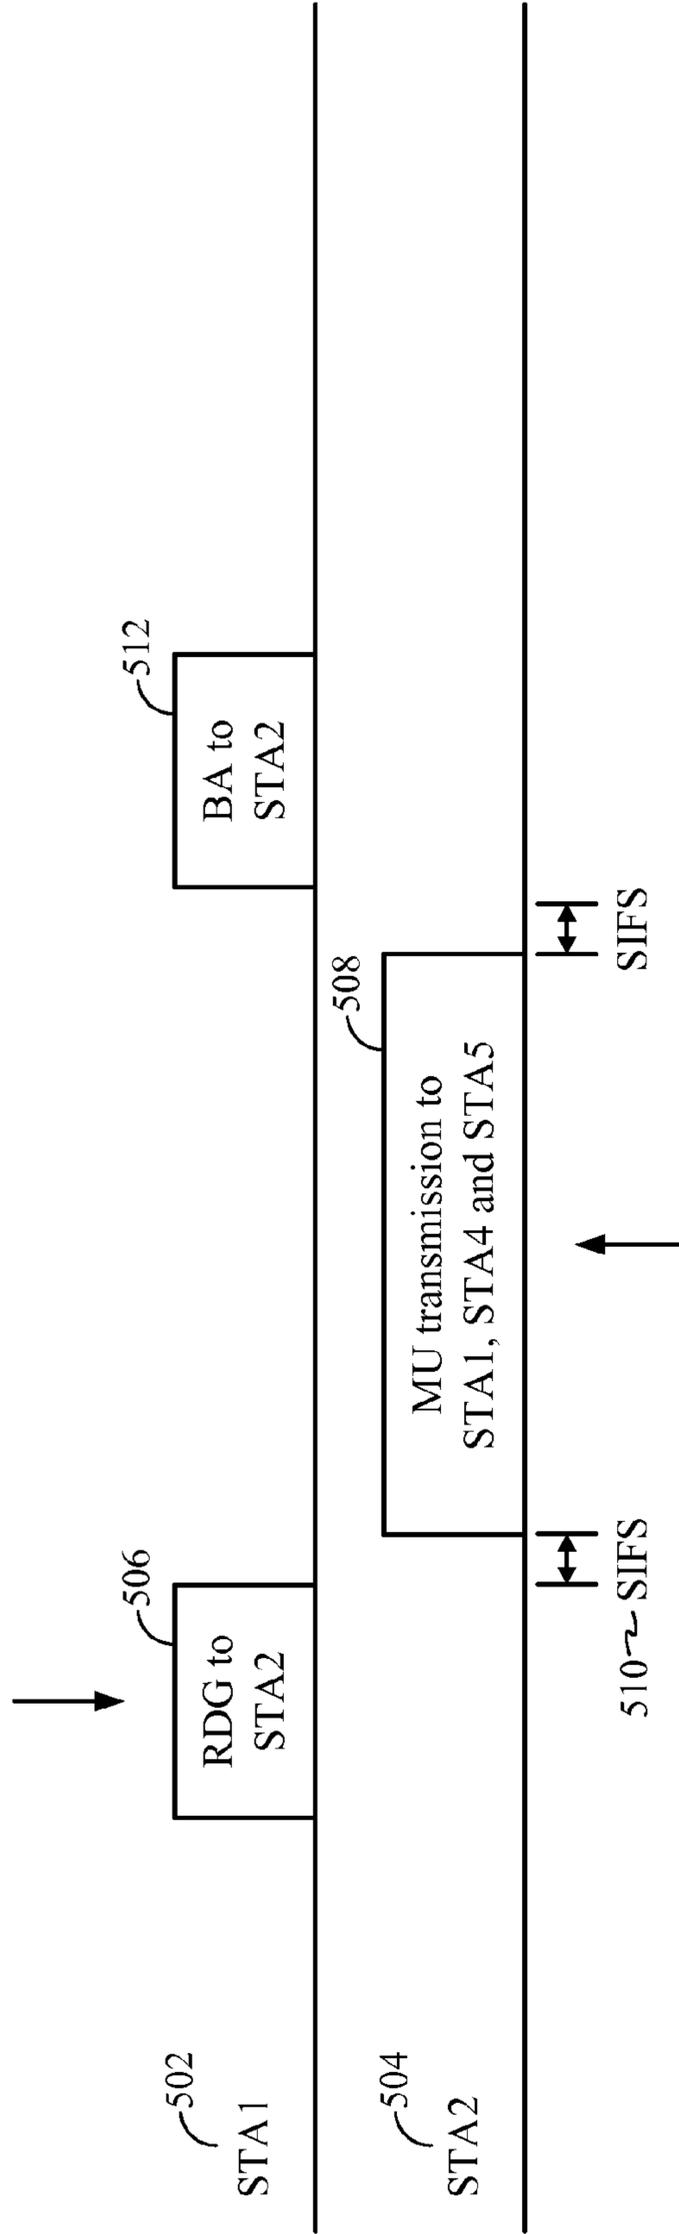 502
STA1
506
RDG to
STA2
512
BA to
STA2
504
STA2
508
MU transmission to
STA1, STA4 and STA5
510
SIFS
SIFS